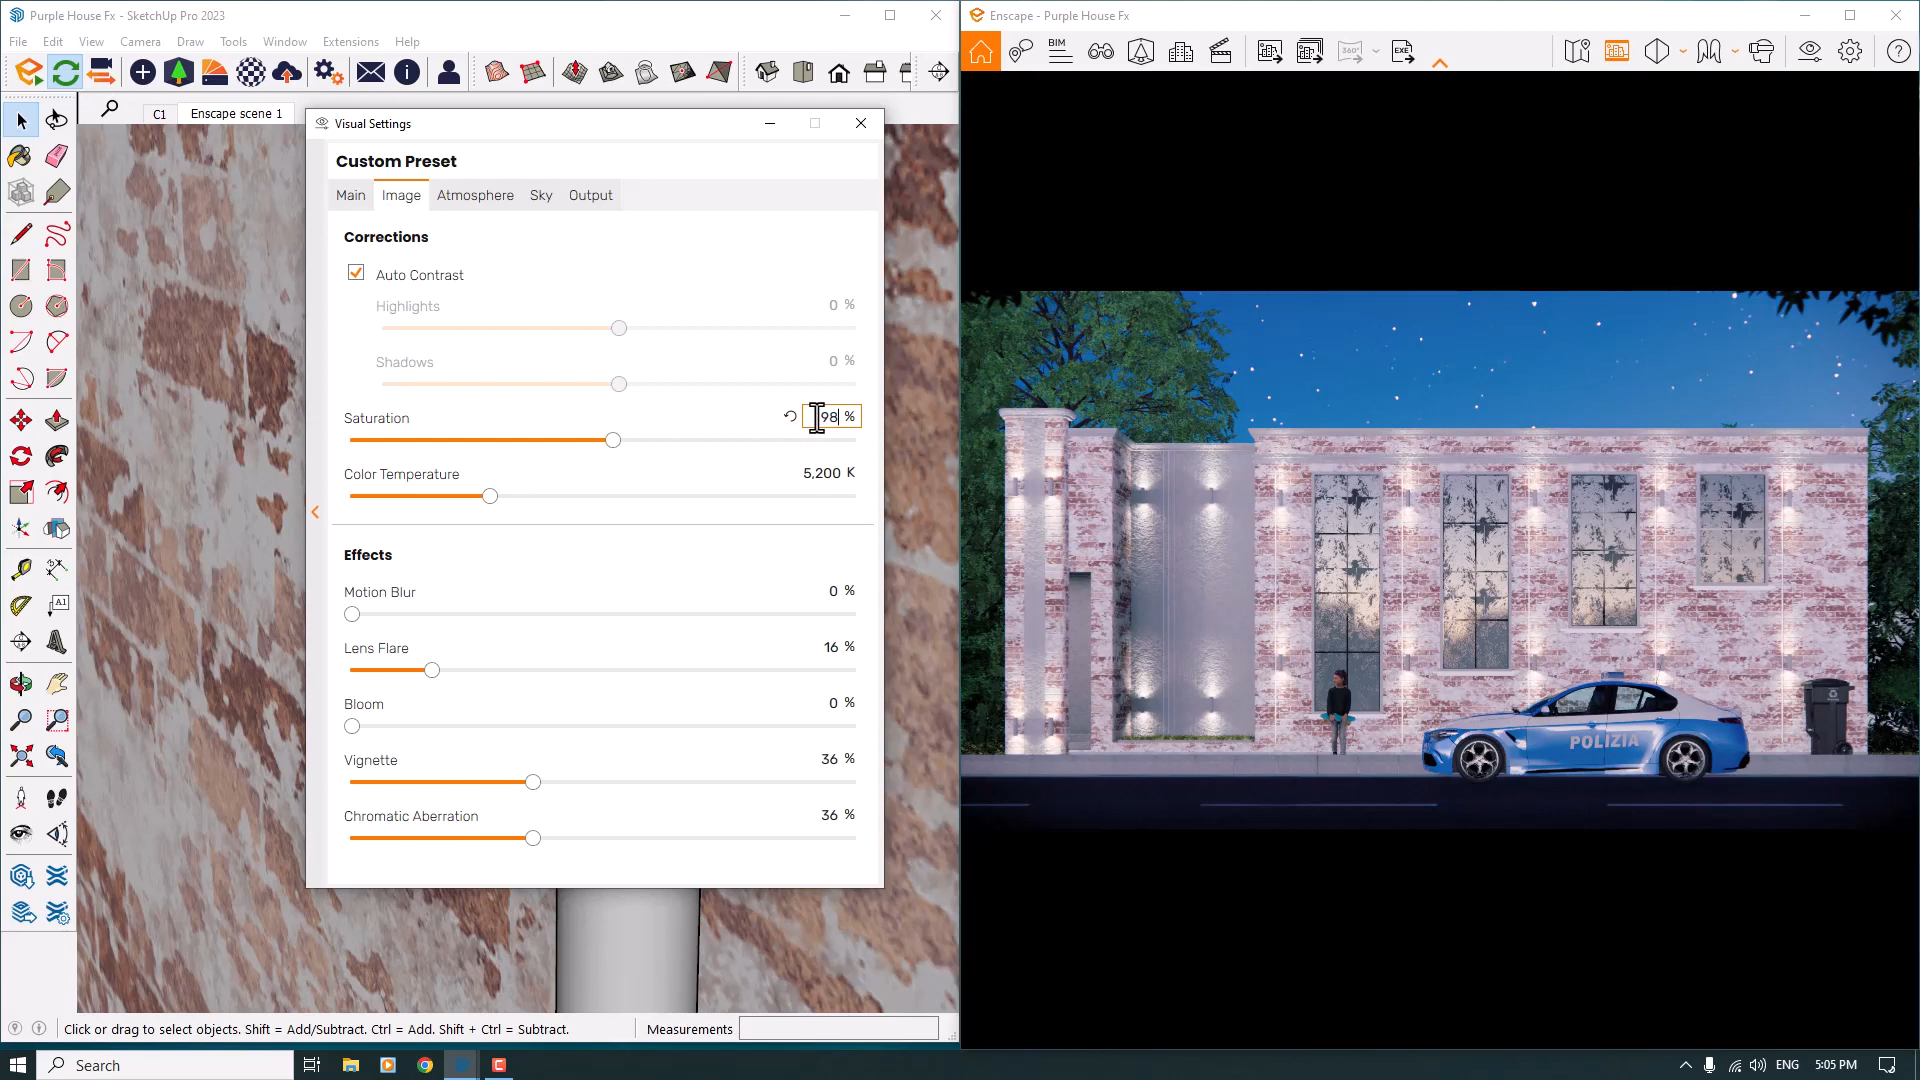 Purple House Fx - SketchUp Pro 2023
File Edit View Camera Draw Tools Window Extensions Help
C1 Enscape scene 1
A1
Visual Settings
Custom Preset
Main Image Atmosphere Sky Output
Corrections
Auto Contrast
Highlights 0 %
Shadows 0 %
Saturation 98 %
Color Temperature 5,200 K
Effects
Motion Blur 0 %
Lens Flare 16 %
Bloom 0 %
Vignette 36 %
Chromatic Aberration 36 %
Click or drag to select objects. Shift = Add/Subtract. Ctrl = Add. Shift + Ctrl = Subtract.
Measurements
Enscape - Purple House Fx
BIM
360°
EXE
POLIZIA
Search
ENG 5:05 PM